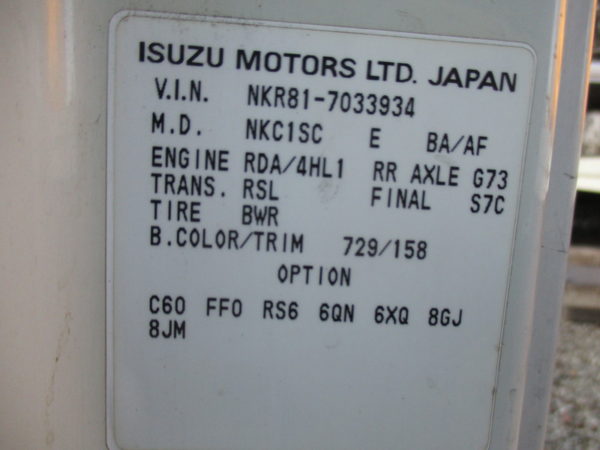 ISUZU MOTORS LTD. JAPAN
V.I.N. NKR81-7033934
M.D. NKC1SC E BA/AF
ENGINE RDA/4HL1 RR AXLE G73
TRANS. RSL FINAL S7C
TIRE BWR
B.COLOR/TRIM 729/158
OPTION
C60 FF0 RS6 6QN 6XQ 8GJ
8JM